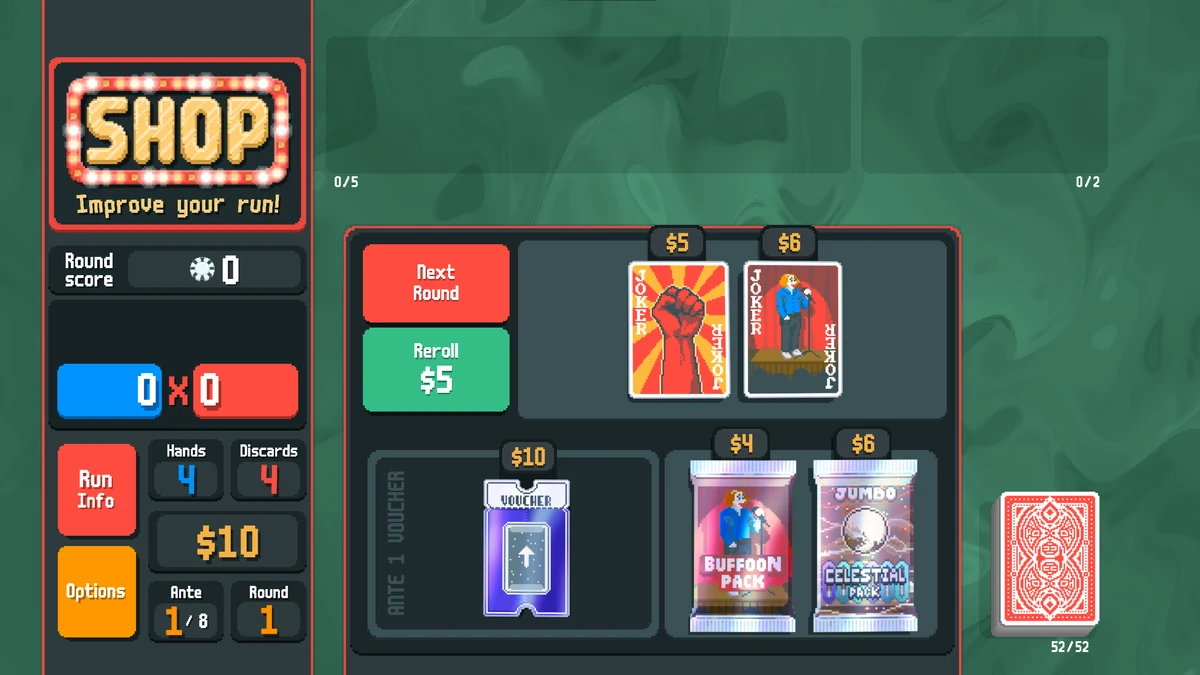 SHOP
Improve your run!
Round
score
0
0 X 0
Run
Info
Options
Hands
4
Discards
4
$10
Ante
1 / 8
Round
1
0/5
0/2
Next
Round
Reroll
$5
$5
JOKER
JOKER
$6
JOKER
JOKER
ANTE 1 VOUCHER
$10
VOUCHER
$4
BUFFOON
PACK
$6
JUMBO
CELESTIAL
PACK
52/52